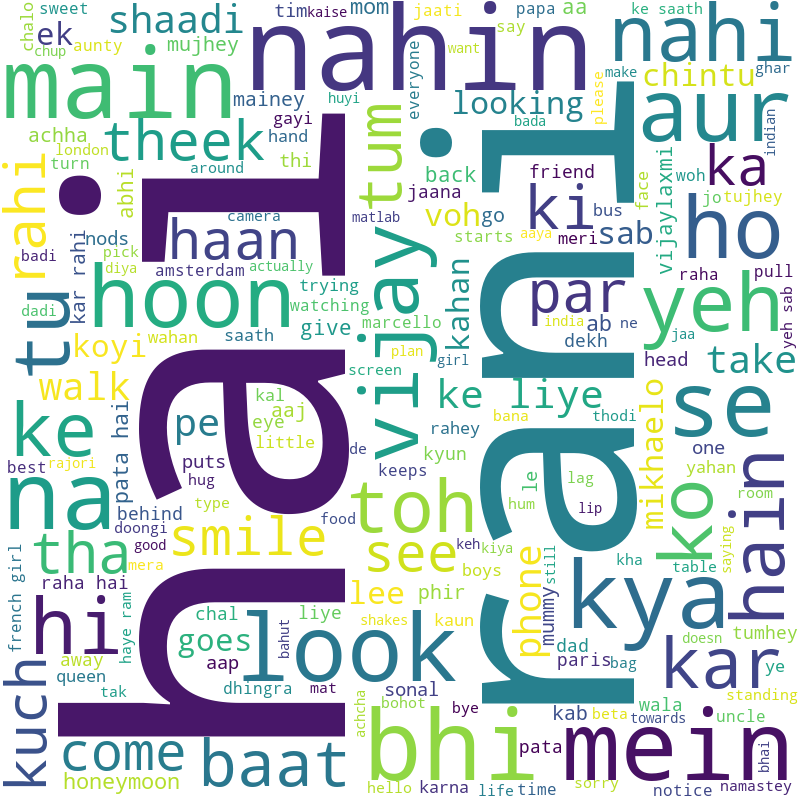 sweet
shaadi
tim
kaise
mom
jaati
papa
aa
ke saath
chalo
ek
mujhey
say
nahin
want
nahi
chup
aunty
main
huyi
everyone
please
make
ghar
mainey
looking
chintu
gayi
bada
aur
indian
achha
theek
hand
tum
london
turn
thi
back
friend
ka
around
jaana
face
vijaylaxmi
woh
rahi
abhi
haan
voh
go
ki
bus
jo
tujhey
camera
matlab
starts
aaya
meri
sab
ho
nods
kar rahi
badi
pick
diya
amsterdam
actually
kahan
raha
pull
hai
rani
dadi
tu
hoon
trying
watching
vijay
par
yeh
yeh sab
wahan
saath
give
marcello
india
ab
ne
jaa
koyi
plan
girl
dekh
head
take
screen
walk
kal
aaj
eye
little
ke liye
mikhaelo
se
ke
pe
pata hai
bana
thodi
rahey
kyun
de
one
best
rajori
puts
hug
keeps
yahan
na
behind
type
toh
le
lag
hum
lip
ko
room
doongi
good
food
smile
tha
mera
see
keh
kiya
boys
phone
still
kha
table
saying
raha hai
lee
phir
mummy
kya
doesn
hi
french girl
haye ram
chal
liye
shakes
kaun
goes
look
bahut
dad
kar
tumhey
away
aap
paris
bag
ye
queen
dhingra
mat
sonal
kuch
tak
achcha
bohot
bye
kab
beta
wala
uncle
standing
towards
come
baat
bhi
pata
mein
bhai
honeymoon
hello
karna
life
time
sorry
notice
namastey
hain